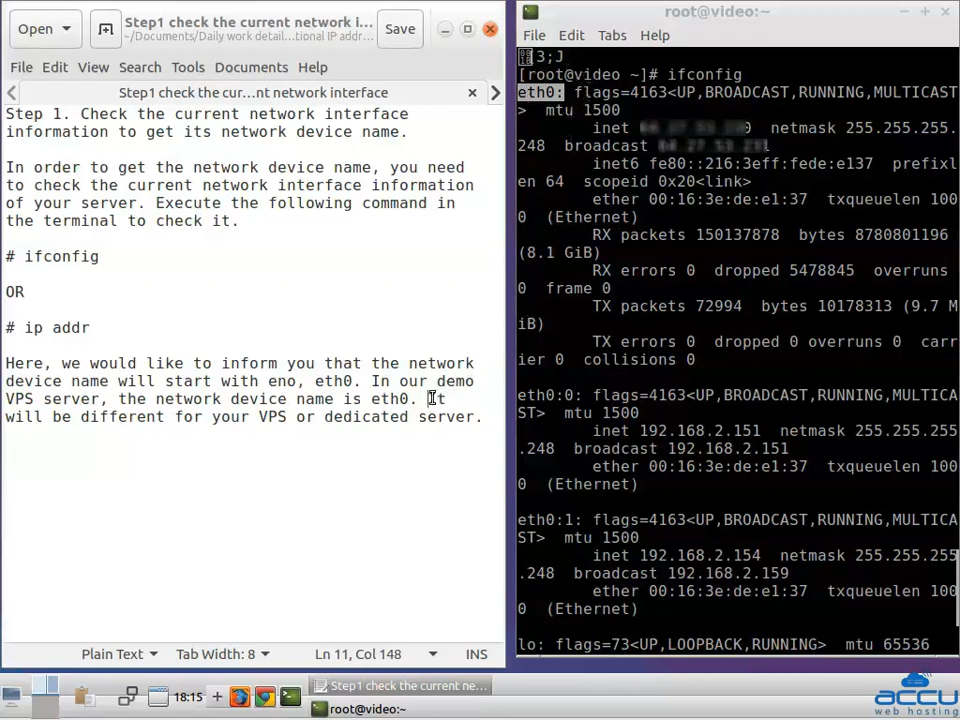 Open
Step1 check the current network i...
~/Documents/Daily work detail...tional IP addr...
Save
File Edit View Search Tools Documents Help
Step1 check the cur...nt network interface
Step 1. Check the current network interface
information to get its network device name.
In order to get the network device name, you need
to check the current network interface information
of your server. Execute the following command in
the terminal to check it.
# ifconfig
OR
# ip addr
Here, we would like to inform you that the network
device name will start with eno, eth0. In our demo
VPS server, the network device name is eth0. It
will be different for your VPS or dedicated server.
Plain Text Tab Width: 8 Ln 11, Col 148 INS
root@video:~
File Edit Tabs Help
[3;J
[root@video ~]# ifconfig
eth0: flags=4163<UP,BROADCAST,RUNNING,MULTICAST
> mtu 1500
inet netmask 255.255.255.
248 broadcast
inet6 fe80::216:3eff:fede:e137 prefixl
en 64 scopeid 0x20<link>
ether 00:16:3e:de:e1:37 txqueuelen 100
0 (Ethernet)
RX packets 150137878 bytes 8780801196
(8.1 GiB)
RX errors 0 dropped 5478845 overruns
0 frame 0
TX packets 72994 bytes 10178313 (9.7 M
iB)
TX errors 0 dropped 0 overruns 0 carr
ier 0 collisions 0
eth0:0: flags=4163<UP,BROADCAST,RUNNING,MULTICA
ST> mtu 1500
inet 192.168.2.151 netmask 255.255.255
.248 broadcast 192.168.2.151
ether 00:16:3e:de:e1:37 txqueuelen 100
0 (Ethernet)
eth0:1: flags=4163<UP,BROADCAST,RUNNING,MULTICA
ST> mtu 1500
inet 192.168.2.154 netmask 255.255.255
.248 broadcast 192.168.2.159
ether 00:16:3e:de:e1:37 txqueuelen 100
0 (Ethernet)
lo: flags=73<UP,LOOPBACK,RUNNING> mtu 65536
18:15
Step1 check the current ne...
root@video:~
accu
web hosting